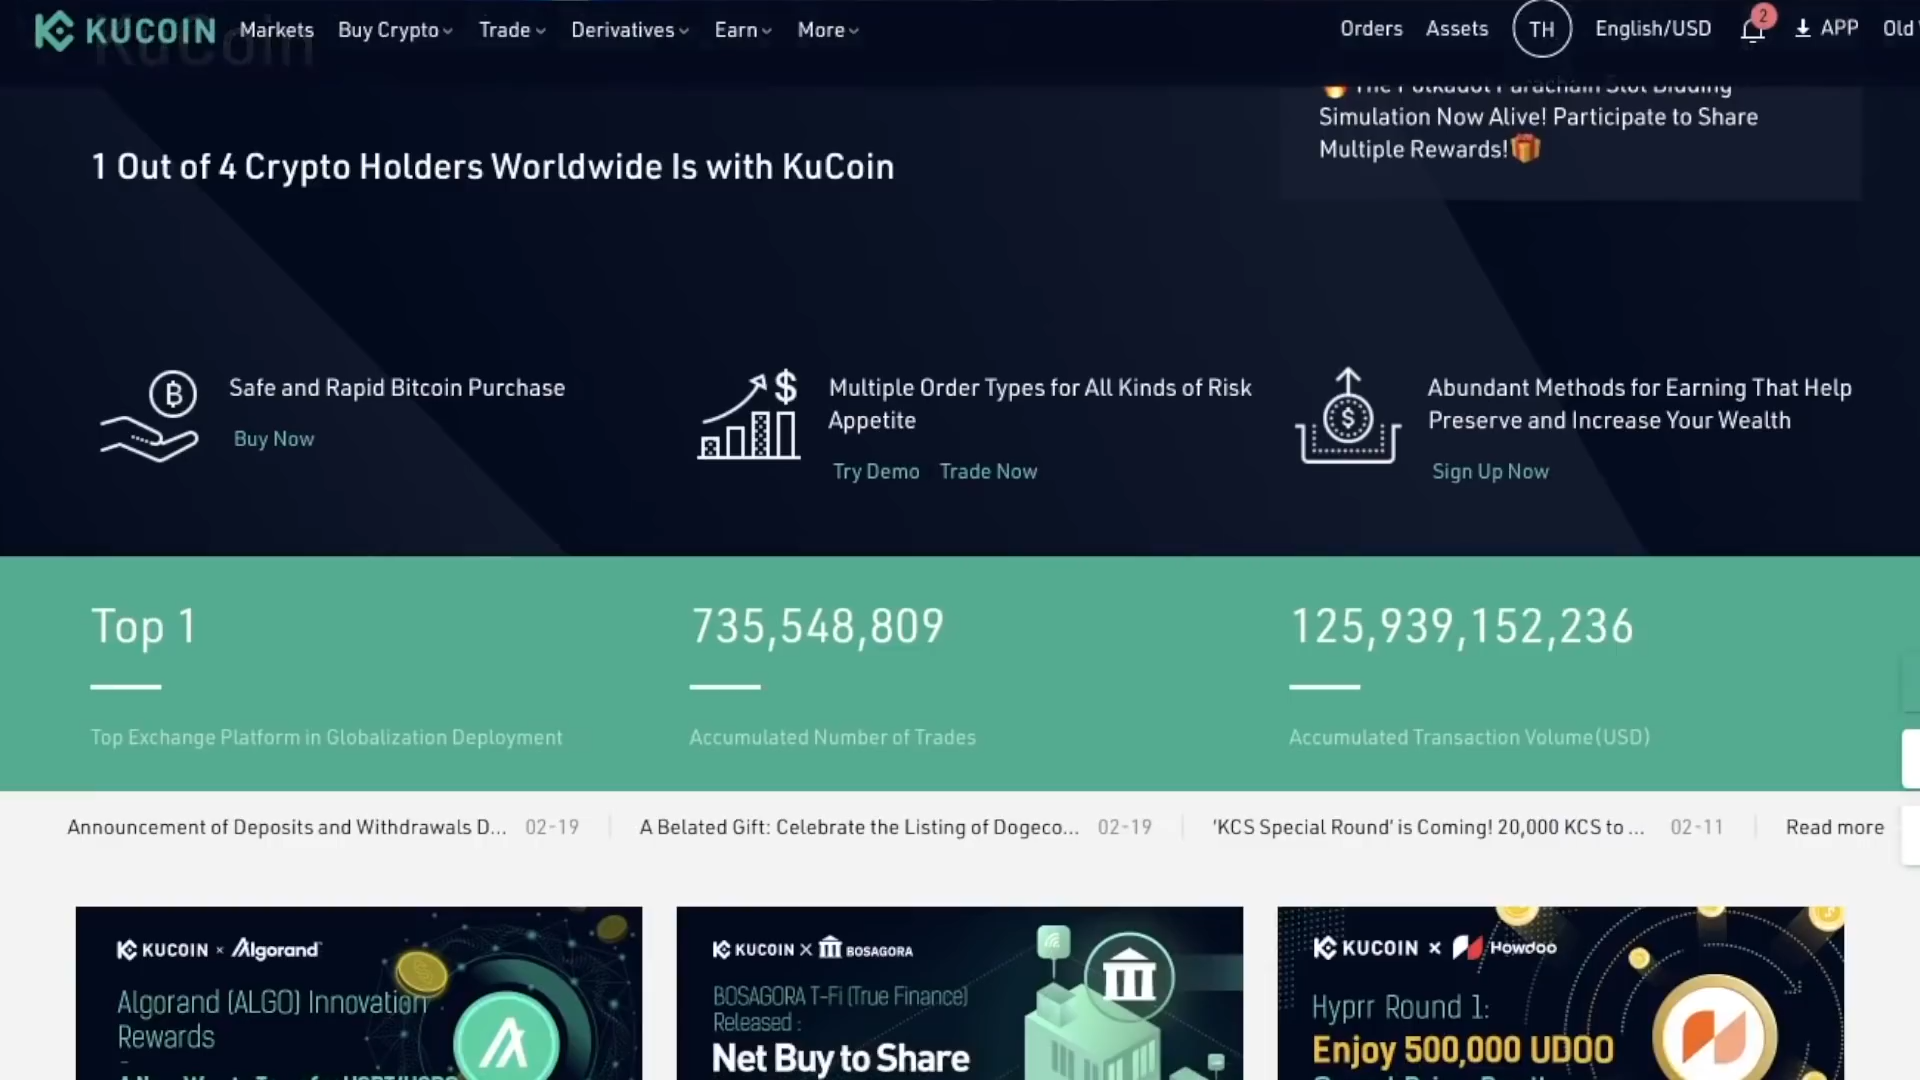 KUCOIN Markets Buy Crypto Trade Derivatives Earn More Orders Assets TH English/USD 2 APP Old
KuCoin
The Polkadot Parachain Slot Bidding
Simulation Now Alive! Participate to Share
Multiple Rewards!🎁
1 Out of 4 Crypto Holders Worldwide Is with KuCoin
Safe and Rapid Bitcoin Purchase
Buy Now
Multiple Order Types for All Kinds of Risk
Appetite
Try Demo Trade Now
Abundant Methods for Earning That Help
Preserve and Increase Your Wealth
Sign Up Now
Top 1
Top Exchange Platform in Globalization Deployment
735,548,809
Accumulated Number of Trades
125,939,152,236
Accumulated Transaction Volume(USD)
Announcement of Deposits and Withdrawals D... 02-19
A Belated Gift: Celebrate the Listing of Dogeco... 02-19
'KCS Special Round' is Coming! 20,000 KCS to ... 02-11
Read more
KUCOIN × Algorand
Algorand (ALGO) Innovation
Rewards
KUCOIN X BOSAGORA
BOSAGORA T-Fi (True Finance)
Released :
Net Buy to Share
KUCOIN × Howdoo
Hyprr Round 1:
Enjoy 500,000 UDOO